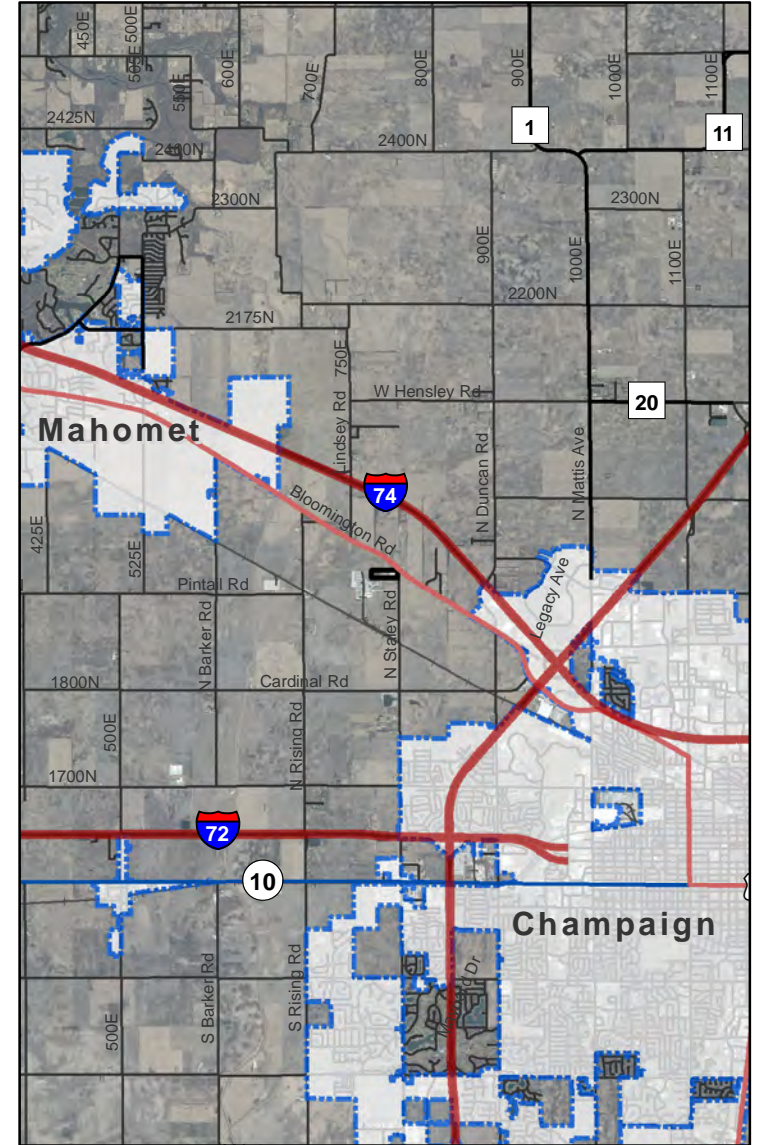 450E
500E
505E
550E
600E
700E
800E
900E
1000E
1100E
2425N
2400N
2400N
1
11
2300N
2300N
900E
1000E
1100E
2200N
2175N
750E
Lindsey Rd
W Hensley Rd
20
Mahomet
N Duncan Rd
N Mattis Ave
74
Bloomington Rd
425E
525E
Pintail Rd
N Barker Rd
N Staley Rd
Legacy Ave
1800N
Cardinal Rd
500E
N Rising Rd
1700N
72
10
Champaign
S Barker Rd
S Rising Rd
500E